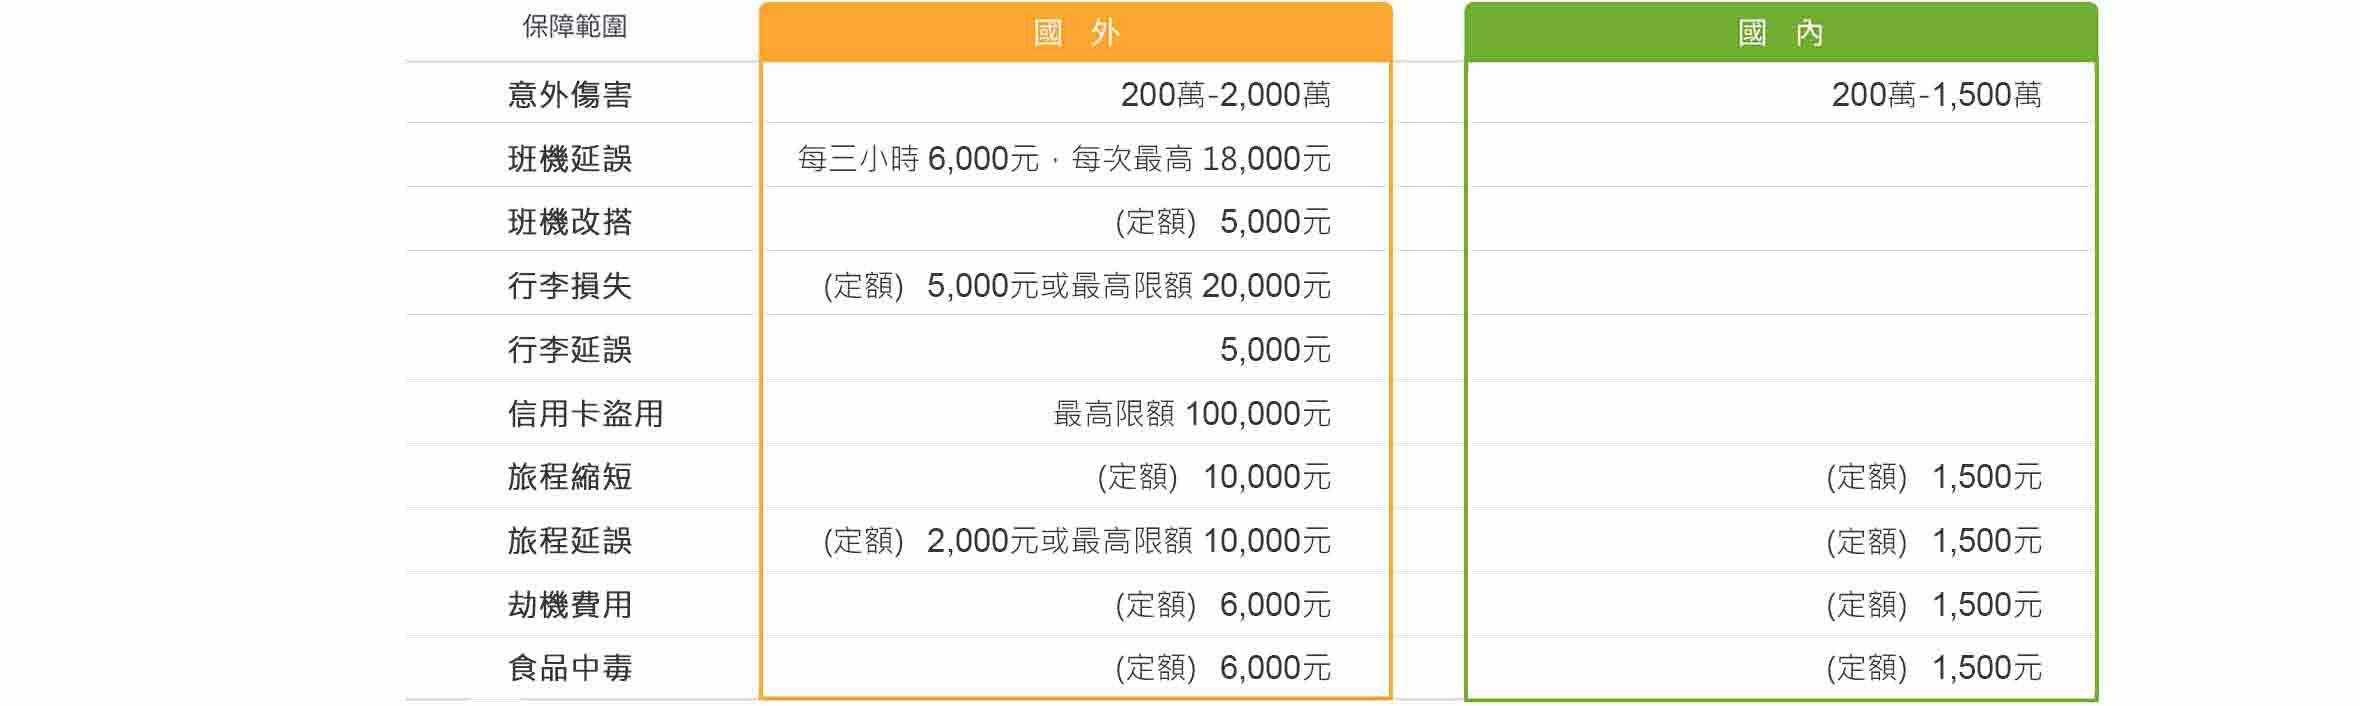 保障範圍 國 外 國 內
意外傷害 200萬-2,000萬 200萬-1,500萬
班機延誤 每三小時 6,000元，每次最高 18,000元
班機改搭 (定額) 5,000元
行李損失 (定額) 5,000元或最高限額 20,000元
行李延誤 5,000元
信用卡盜用 最高限額 100,000元
旅程縮短 (定額) 10,000元 (定額) 1,500元
旅程延誤 (定額) 2,000元或最高限額 10,000元 (定額) 1,500元
劫機費用 (定額) 6,000元 (定額) 1,500元
食品中毒 (定額) 6,000元 (定額) 1,500元